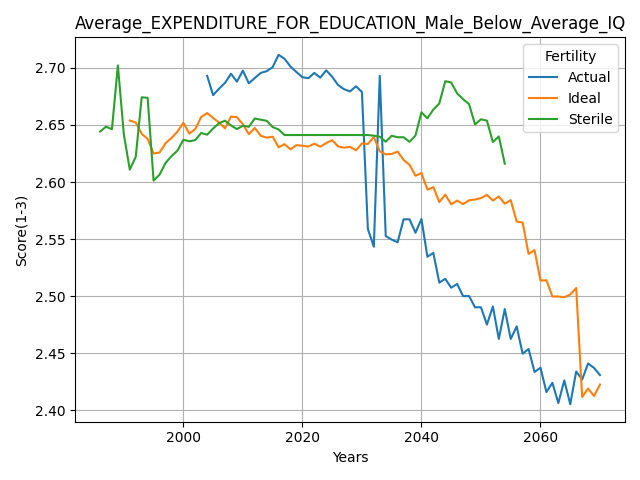 Average_EXPENDITURE_FOR_EDUCATION_Male_Below_Average_IQ
Fertility
Actual
Ideal
Sterile
Score(1-3)
2.70
2.65
2.60
2.55
2.50
2.45
2.40
2000
2020
2040
2060
Years